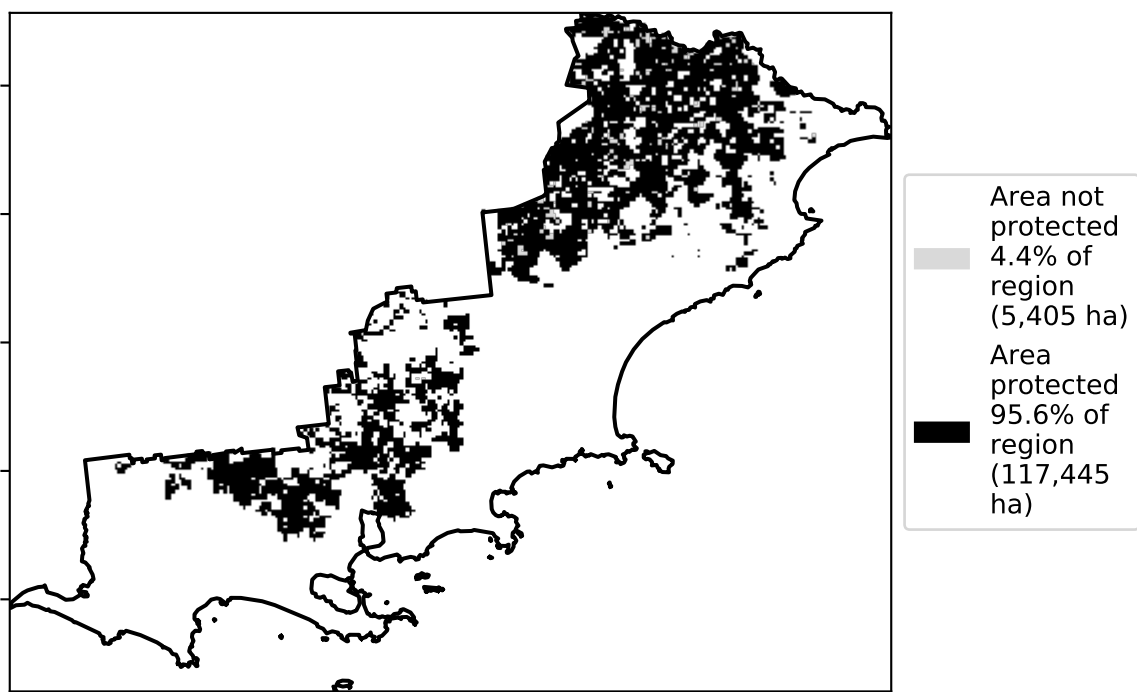 Area not
protected
4.4% of
region
(5,405 ha)
Area
protected
95.6% of
region
(117,445
ha)